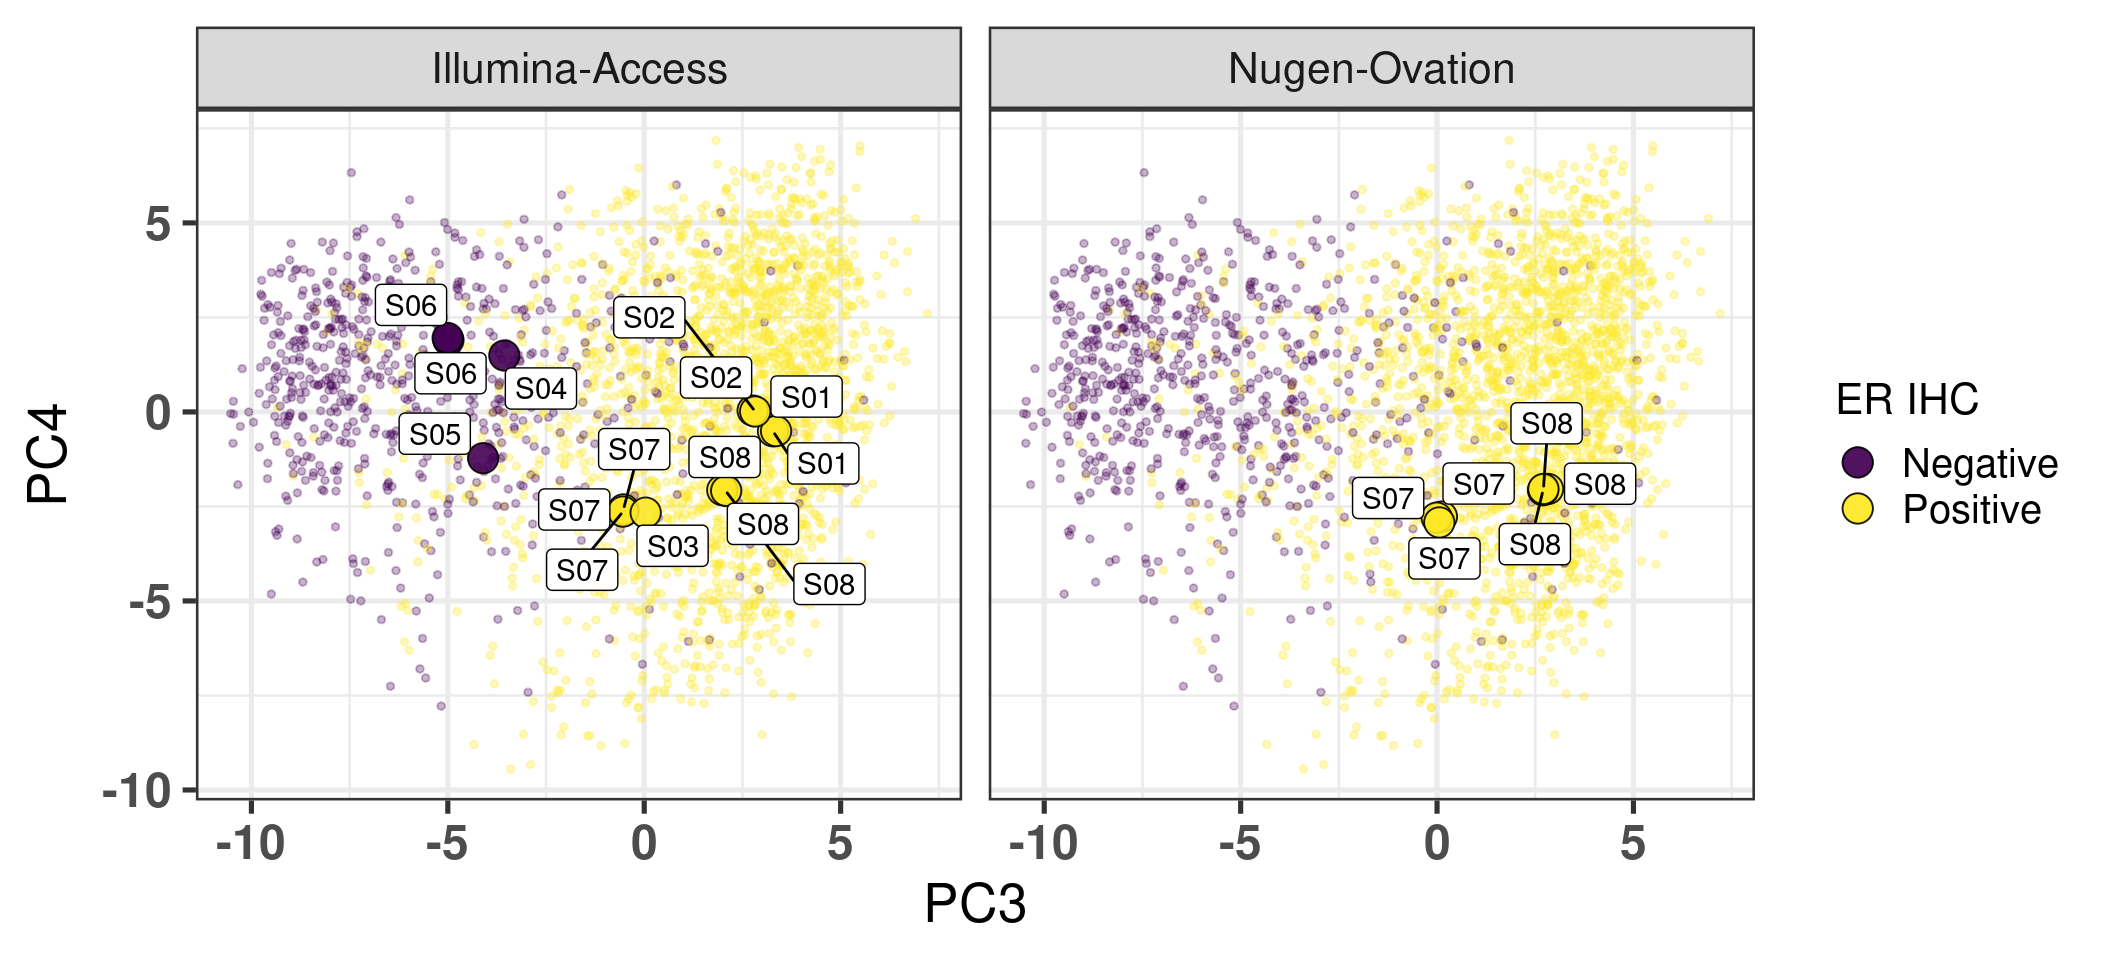 Illumina-Access
Nugen-Ovation
PC4
5
0
-5
-10
S06
S06
S04
S05
S02
S02
S01
S01
S07
S07
S07
S03
S08
S08
S08
S08
S07
S07
S07
S08
S08
-10
-5
0
5
-10
-5
0
5
PC3
ER IHC
Negative
Positive